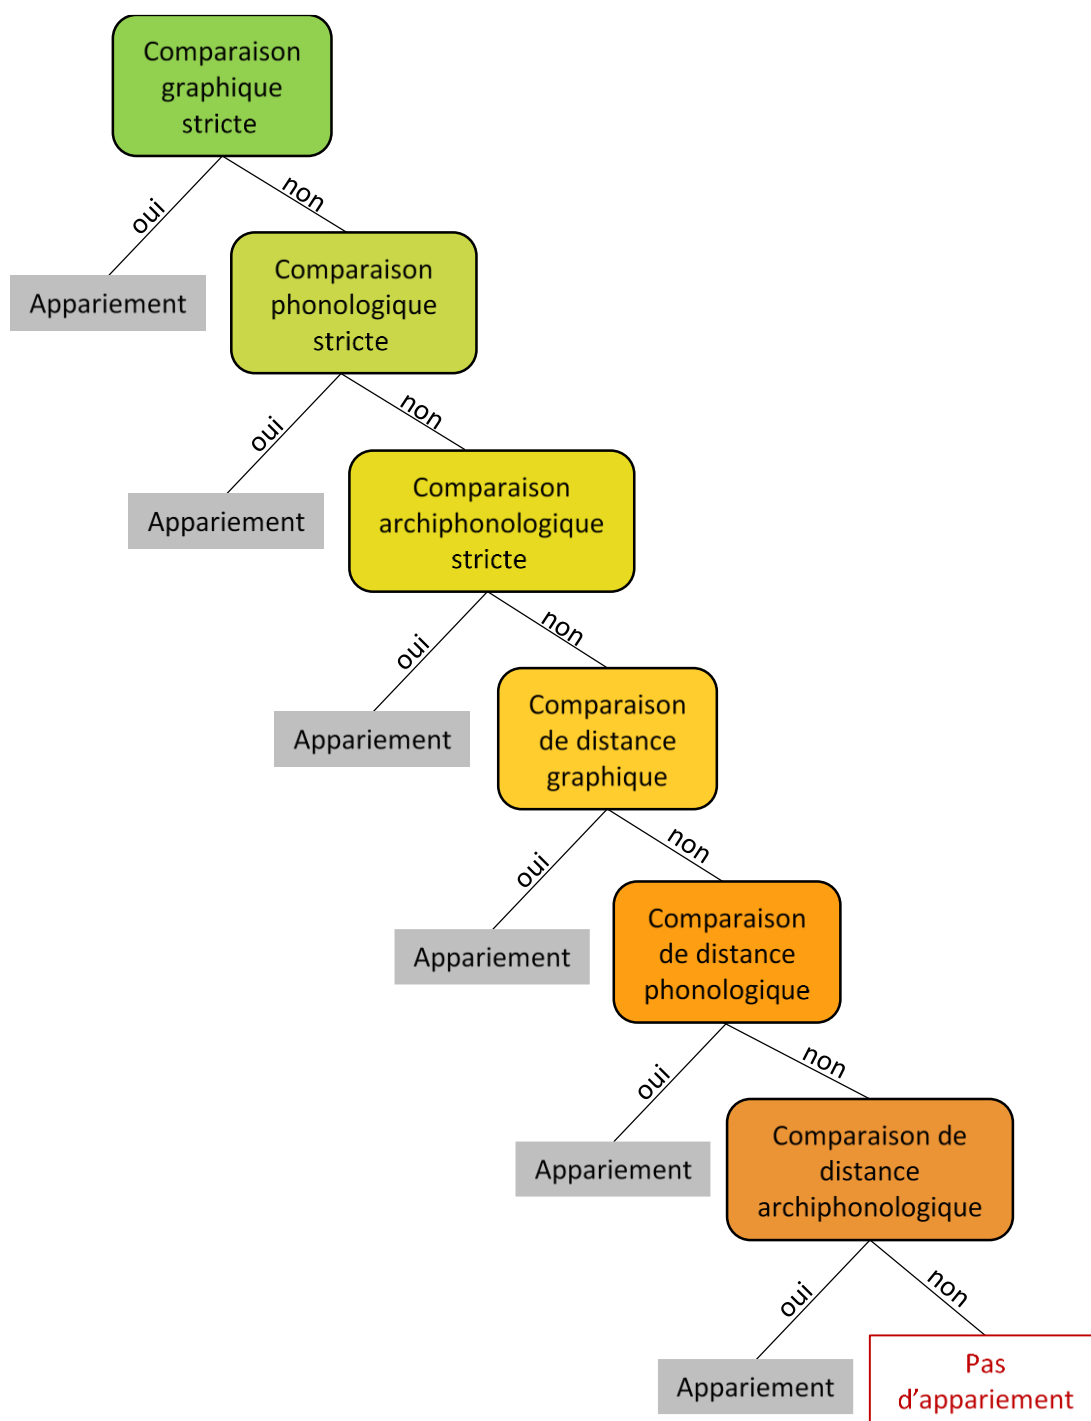 Comparaison
graphique
stricte
oui
non
Appariement
Comparaison
phonologique
stricte
oui
non
Appariement
Comparaison
archiphonologique
stricte
oui
non
Appariement
Comparaison
de distance
graphique
oui
non
Appariement
Comparaison
de distance
phonologique
oui
non
Appariement
Comparaison de
distance
archiphonologique
oui
non
Appariement
Pas
d’appariement